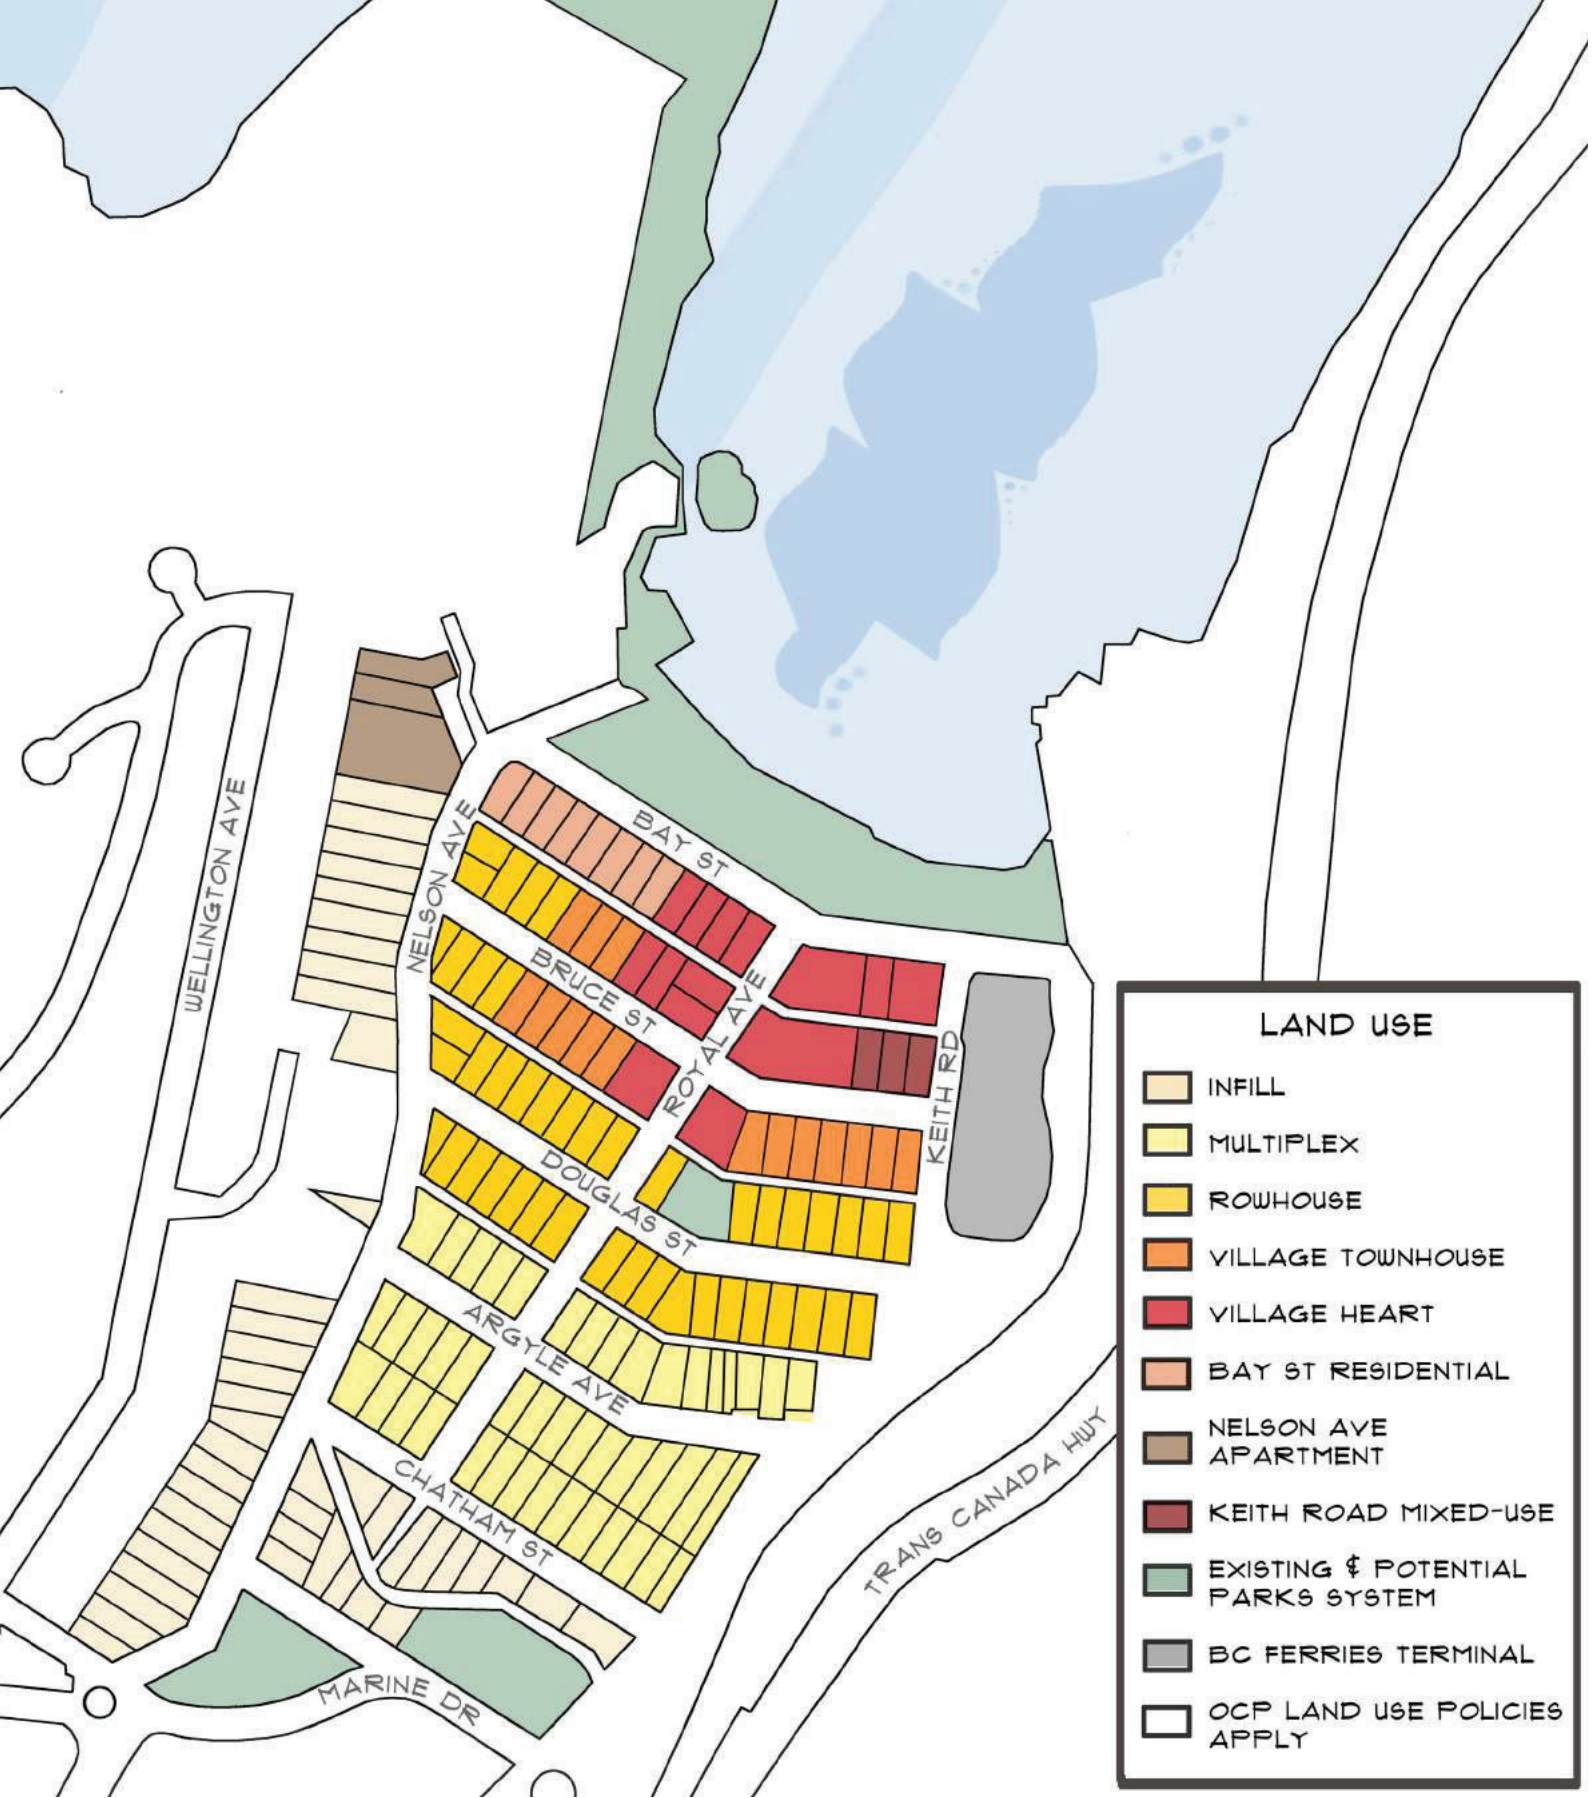 WELLINGTON AVE
NELSON AVE
BAY ST
BRUCE ST
ROYAL AVE
KEITH RD
DOUGLAS ST
ARGYLE AVE
CHATHAM ST
MARINE DR
TRANS CANADA HWY
LAND USE
INFILL
MULTIPLEX
ROWHOUSE
VILLAGE TOWNHOUSE
VILLAGE HEART
BAY ST RESIDENTIAL
NELSON AVE
APARTMENT
KEITH ROAD MIXED-USE
EXISTING & POTENTIAL
PARKS SYSTEM
BC FERRIES TERMINAL
OCP LAND USE POLICIES
APPLY